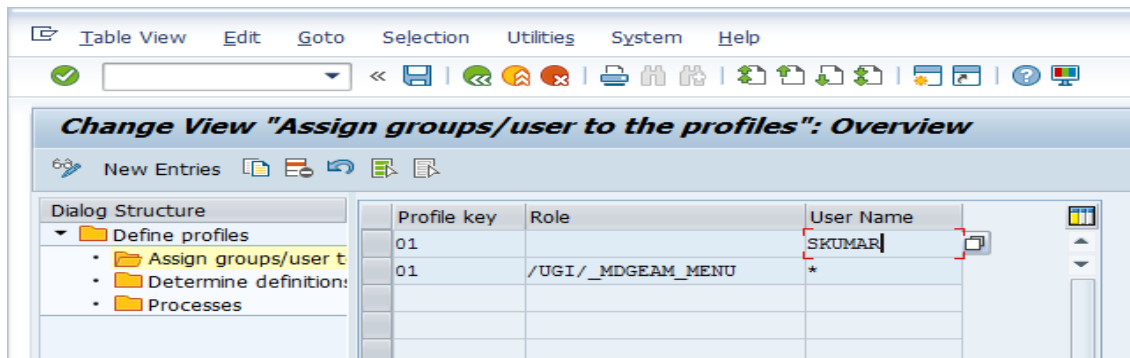 Table View Edit Goto Selection Utilities System Help
Change View "Assign groups/user to the profiles": Overview
New Entries
Dialog Structure
Define profiles
Assign groups/user t
Determine definition
Processes
Profile key Role User Name
01 SKUMAR
01 /UGI/_MDGEAM_MENU *